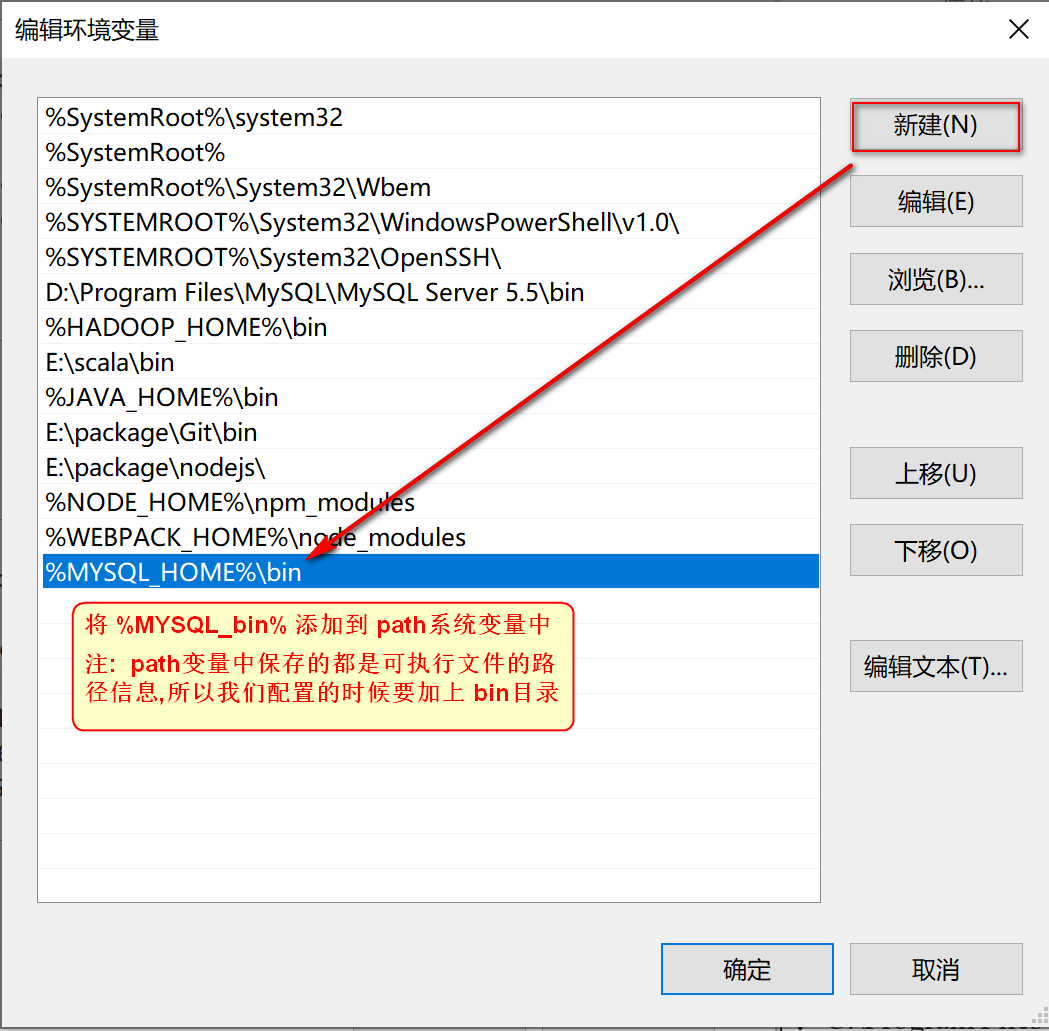 编辑环境变量
%SystemRoot%\system32
%SystemRoot%
%SystemRoot%\System32\Wbem
%SYSTEMROOT%\System32\WindowsPowerShell\v1.0\
%SYSTEMROOT%\System32\OpenSSH\
D:\Program Files\MySQL\MySQL Server 5.5\bin
%HADOOP_HOME%\bin
E:\scala\bin
%JAVA_HOME%\bin
E:\package\Git\bin
E:\package\nodejs\
%NODE_HOME%\npm_modules
%WEBPACK_HOME%\node_modules
%MYSQL_HOME%\bin
将 %MYSQL_bin% 添加到 path系统变量中
注: path变量中保存的都是可执行文件的路
径信息,所以我们配置的时候要加上 bin目录
新建(N)
编辑(E)
浏览(B)...
删除(D)
上移(U)
下移(O)
编辑文本(T)...
确定
取消